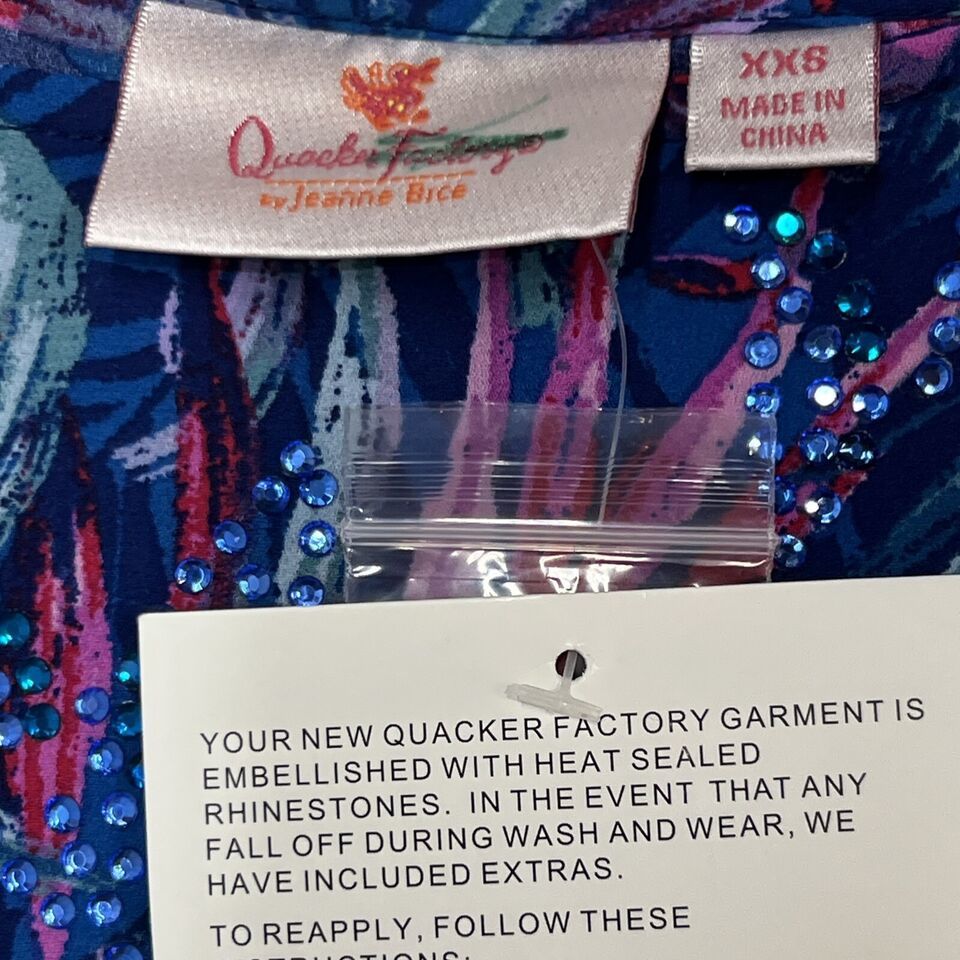 Quacker Factory®
by Jeanne Bice
XXS
MADE IN
CHINA
YOUR NEW QUACKER FACTORY GARMENT IS
EMBELLISHED WITH HEAT SEALED
RHINESTONES. IN THE EVENT THAT ANY
FALL OFF DURING WASH AND WEAR, WE
HAVE INCLUDED EXTRAS.
TO REAPPLY, FOLLOW THESE
INSTRUCTIONS: